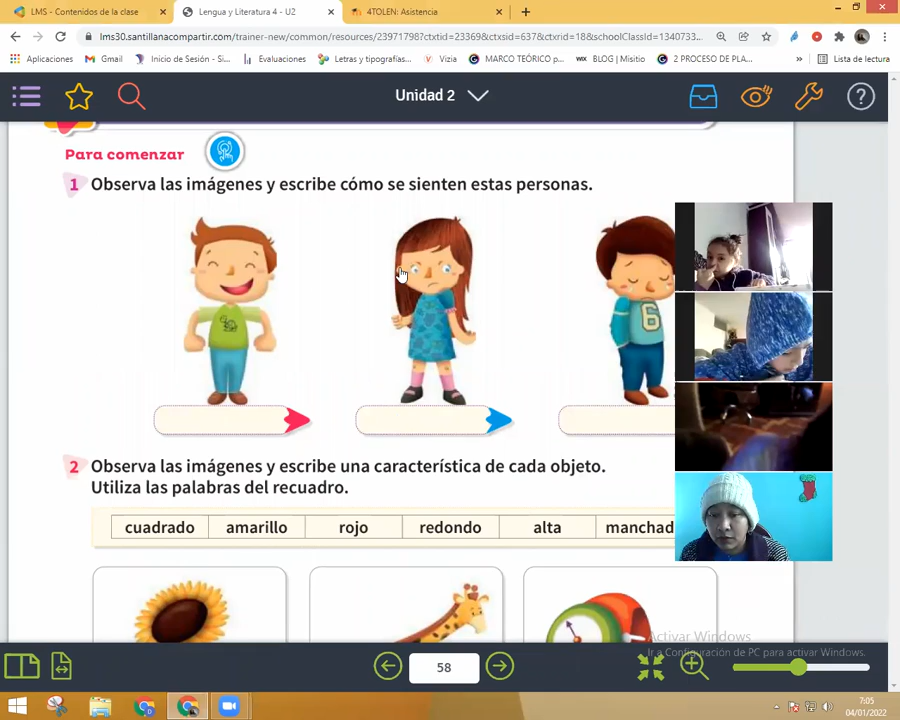 LMS - Contenidos de la clase
Lengua y Literatura 4 - U2
4TOLEN: Asistencia
lms30.santillanacompartir.com/trainer-new/common/resources/23971798?ctxtid=23369&ctxsid=637&ctxrid=18&schoolClassId=1340733...
Aplicaciones
Gmail
Inicio de Sesión - Si...
Evaluaciones
Letras y tipografías...
Vizia
MARCO TEÓRICO p...
WIX BLOG | Misitio
2 PROCESO DE PLA...
»
Lista de lectura
Unidad 2
Para comenzar
1 Observa las imágenes y escribe cómo se sienten estas personas.
6
2 Observa las imágenes y escribe una característica de cada objeto.
Utiliza las palabras del recuadro.
cuadrado amarillo rojo redondo alta manchad
Activar Windows
Ir a Configuración de PC para activar Windows.
58
7:05
04/01/2022